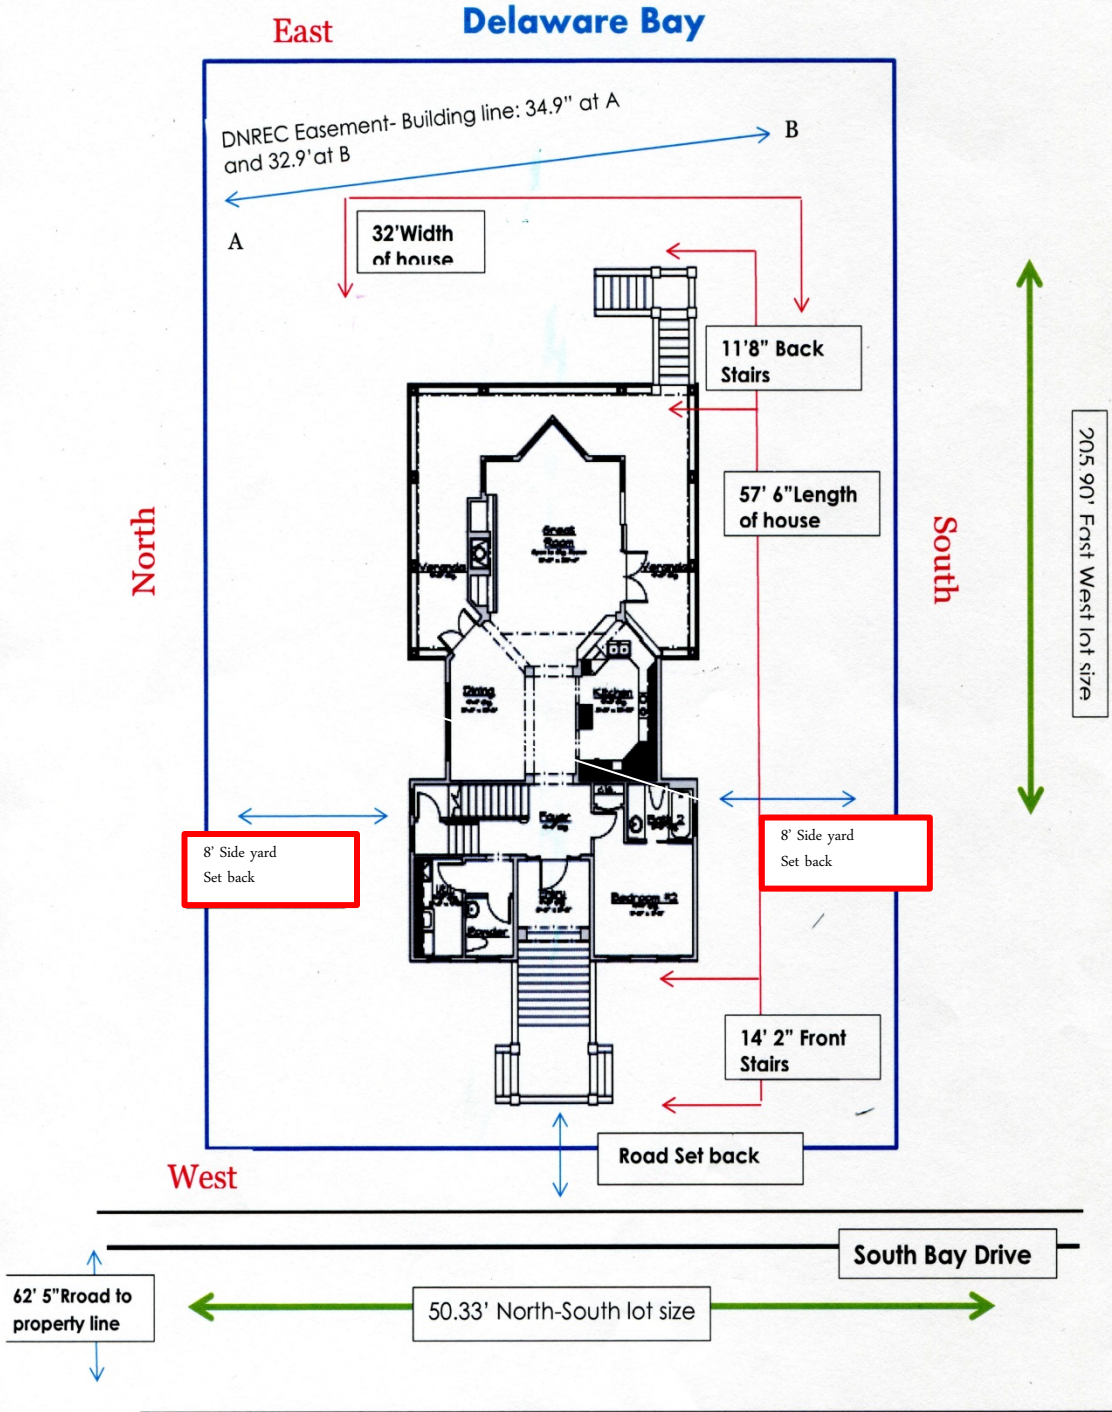 East
Delaware Bay
DNREC Easement- Building line: 34.9” at A
and 32.9'at B
B
A
32'Width
of house
11'8” Back
Stairs
57' 6”Length
of house
205.90' East West lot size
North
South
Great
Room
Veranda
Veranda
Dining
Kitchen
Foyer
Bath 2
8' Side yard
Set back
8' Side yard
Set back
Entry
Bedroom #2
Powder
14' 2” Front
Stairs
Road Set back
West
South Bay Drive
62' 5”Rroad to
property line
50.33' North-South lot size